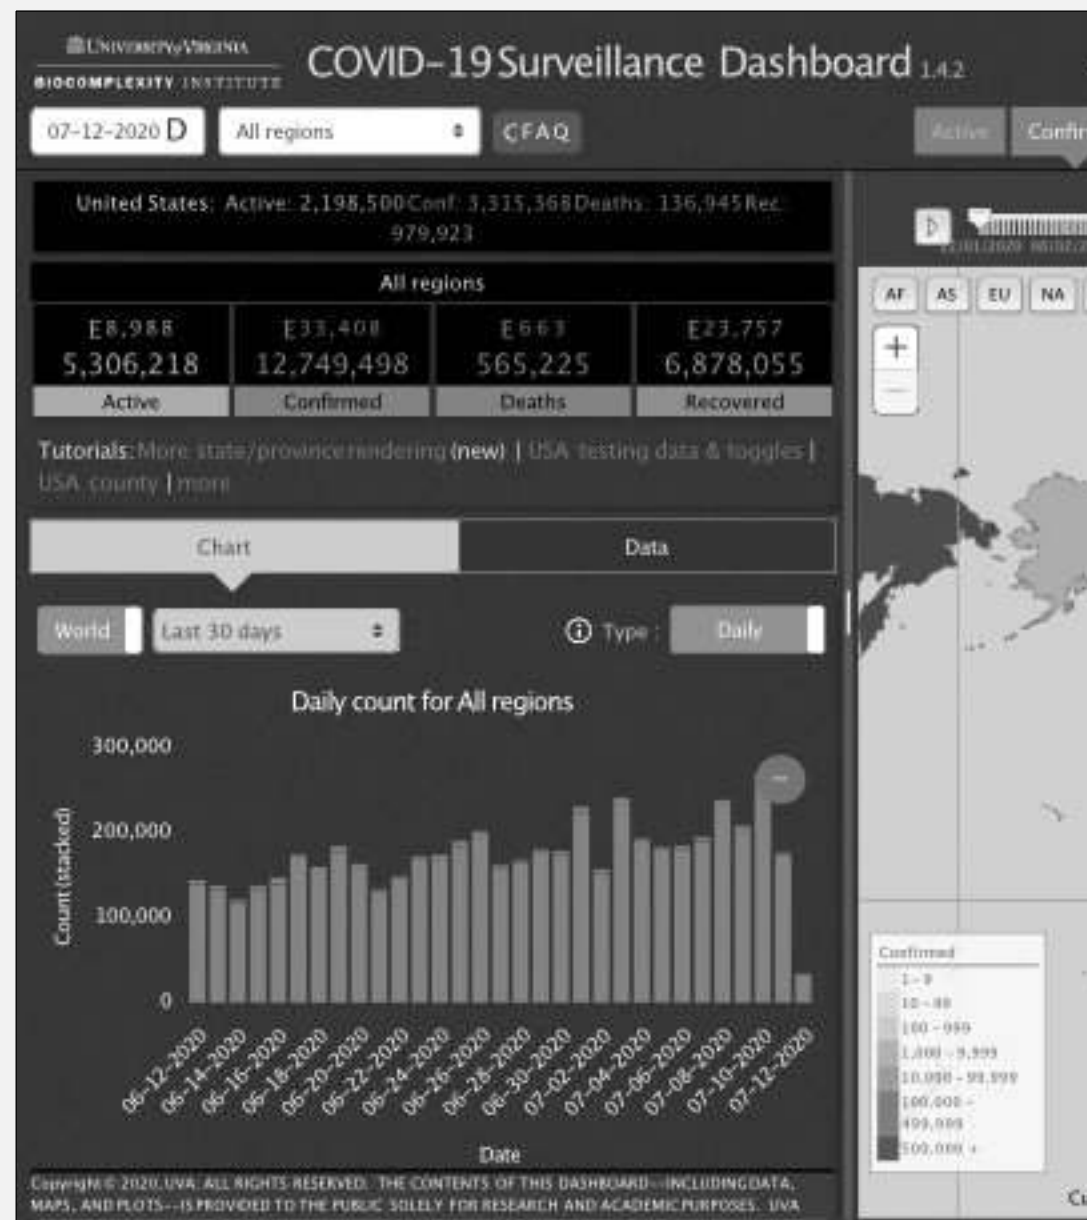 UNIVERSITY of VIRGINIA
BIOCOMPLEXITY INSTITUTE
COVID-19 Surveillance Dashboard 1.4.2
07-12-2020 D
All regions
CFAQ
Active
Confir
United States: Active: 2,198,500 Conf: 3,315,368 Deaths: 136,945 Rec:
979,923
All regions
E8,988
E33,408
E663
E23,757
5,306,218
12,749,498
565,225
6,878,055
Active
Confirmed
Deaths
Recovered
Tutorials: More state/province rendering (new) | USA testing data & toggles |
USA county | more
Chart
Data
World
Last 30 days
Type :
Daily
Daily count for All regions
300,000
200,000
100,000
0
Count (stacked)
06-12-2020
06-14-2020
06-16-2020
06-18-2020
06-20-2020
06-22-2020
06-24-2020
06-26-2020
06-28-2020
06-30-2020
07-02-2020
07-04-2020
07-06-2020
07-08-2020
07-10-2020
07-12-2020
Date
Copyright © 2020, UVA. ALL RIGHTS RESERVED. THE CONTENTS OF THIS DASHBOARD--INCLUDING DATA,
MAPS, AND PLOTS--IS PROVIDED TO THE PUBLIC SOLELY FOR RESEARCH AND ACADEMIC PURPOSES. UVA
AF
AS
EU
NA
+
−
Confirmed
1 - 9
10 - 99
100 - 999
1,000 - 9,999
10,000 - 99,999
100,000 -
499,999
500,000 +
Cu